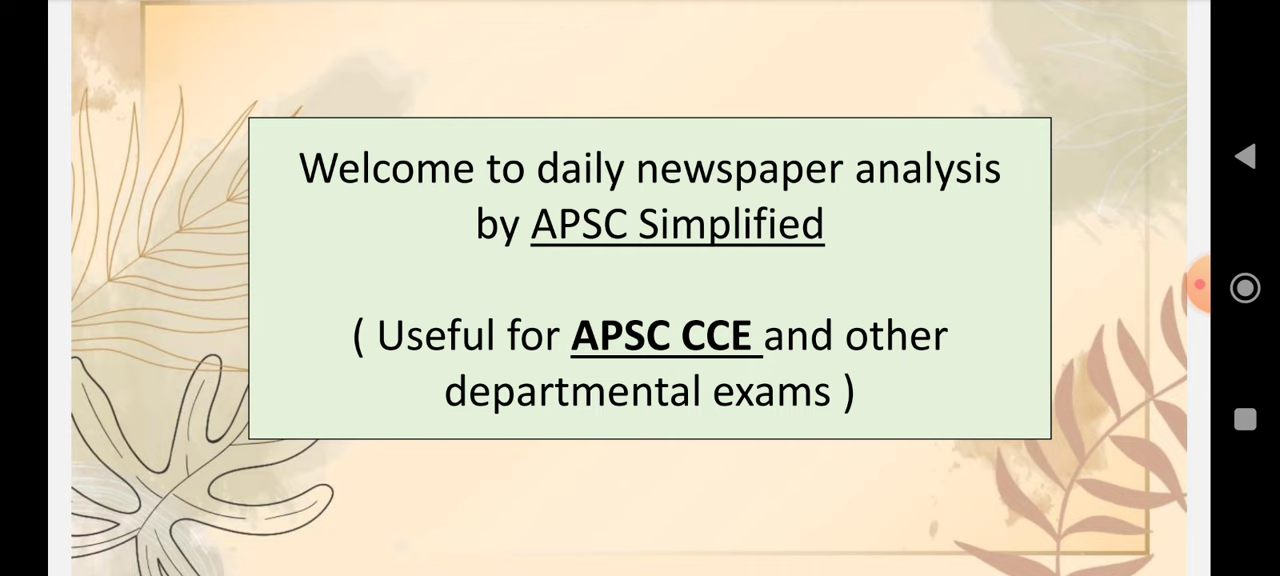 Welcome to daily newspaper analysis
by APSC Simplified
( Useful for APSC CCE and other
departmental exams )